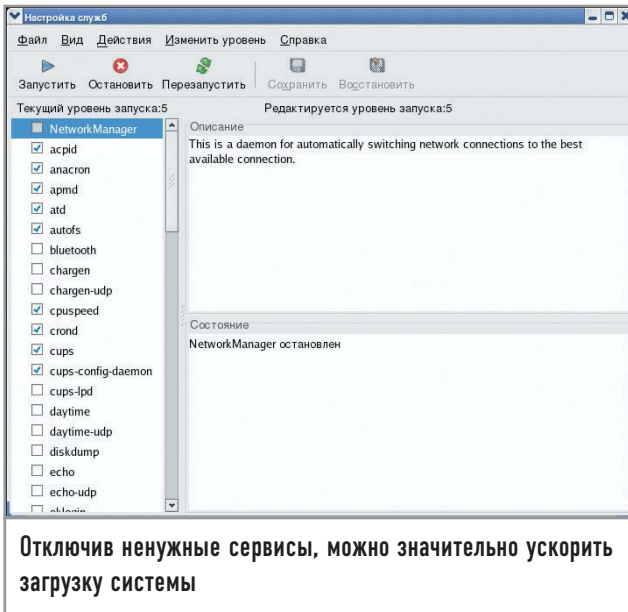 Настройка служб
Файл Вид Действия Изменить уровень Справка
Запустить Остановить Перезапустить Сохранить Восстановить
Текущий уровень запуска:5 Редактируется уровень запуска:5
NetworkManager
acpid
anacron
apmd
atd
autofs
bluetooth
chargen
chargen-udp
cpuspeed
crond
cups
cups-config-daemon
cups-lpd
daytime
daytime-udp
diskdump
echo
echo-udp
Описание
This is a daemon for automatically switching network connections to the best
available connection.
Состояние
NetworkManager остановлен
Отключив ненужные сервисы, можно значительно ускорить
загрузку системы